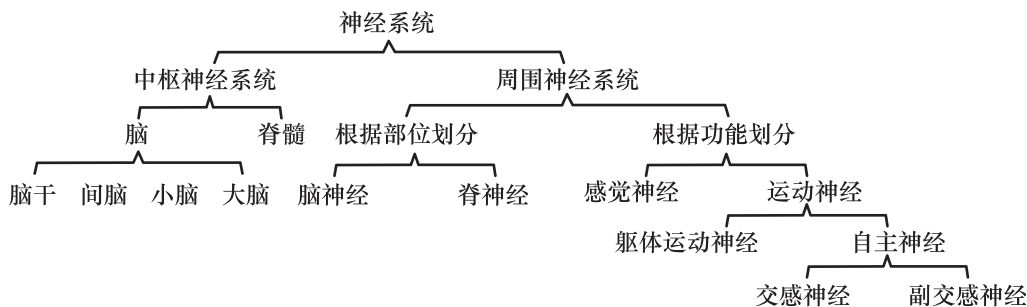 神经系统
中枢神经系统 周围神经系统
脑 脊髓 根据部位划分 根据功能划分
脑干 间脑 小脑 大脑 脑神经 脊神经 感觉神经 运动神经
躯体运动神经 自主神经
交感神经 副交感神经